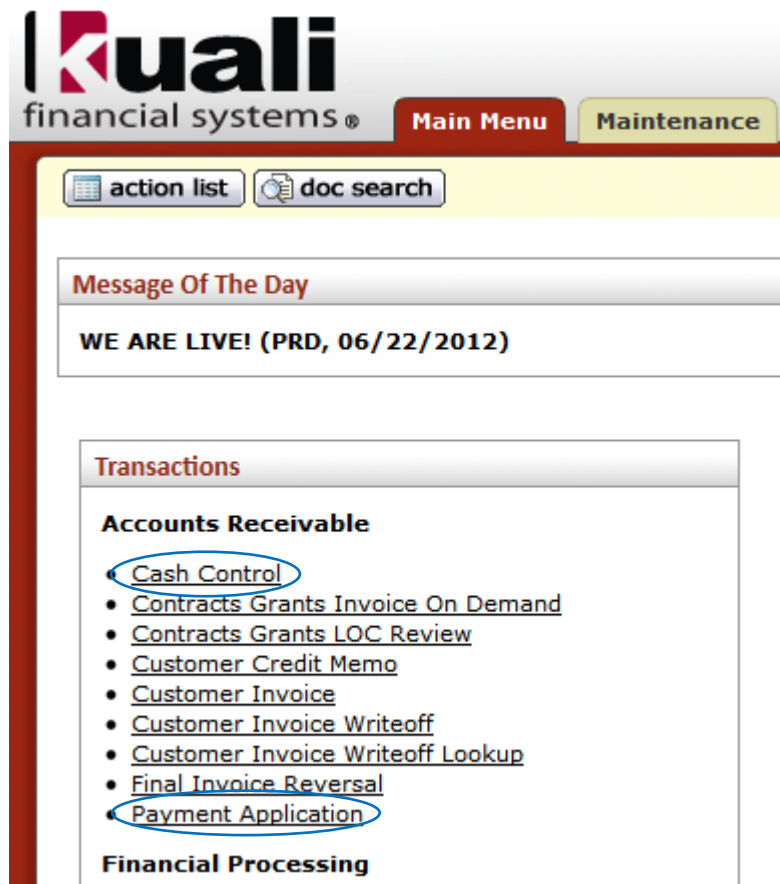 kuali
financial systems®
Main Menu
Maintenance
action list
doc search
Message Of The Day
WE ARE LIVE! (PRD, 06/22/2012)
Transactions
Accounts Receivable
Cash Control
Contracts Grants Invoice On Demand
Contracts Grants LOC Review
Customer Credit Memo
Customer Invoice
Customer Invoice Writeoff
Customer Invoice Writeoff Lookup
Final Invoice Reversal
Payment Application
Financial Processing